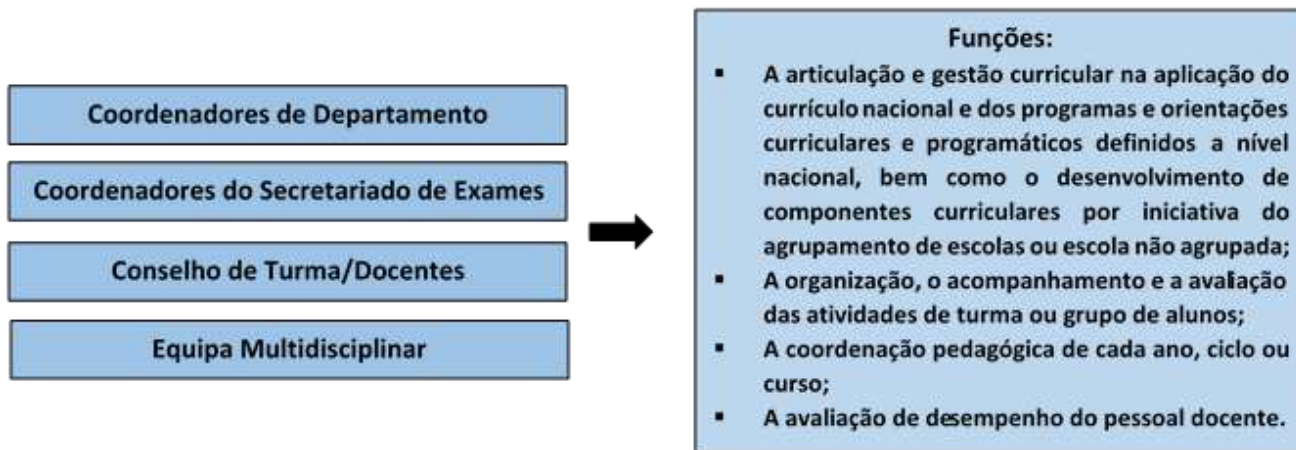 Coordenadores de Departamento
Coordenadores do Secretariado de Exames
Conselho de Turma/Docentes
Equipa Multidisciplinar
Funções:
▪ A articulação e gestão curricular na aplicação do
currículo nacional e dos programas e orientações
curriculares e programáticos definidos a nível
nacional, bem como o desenvolvimento de
componentes curriculares por iniciativa do
agrupamento de escolas ou escola não agrupada;
▪ A organização, o acompanhamento e a avaliação
das atividades de turma ou grupo de alunos;
▪ A coordenação pedagógica de cada ano, ciclo ou
curso;
▪ A avaliação de desempenho do pessoal docente.